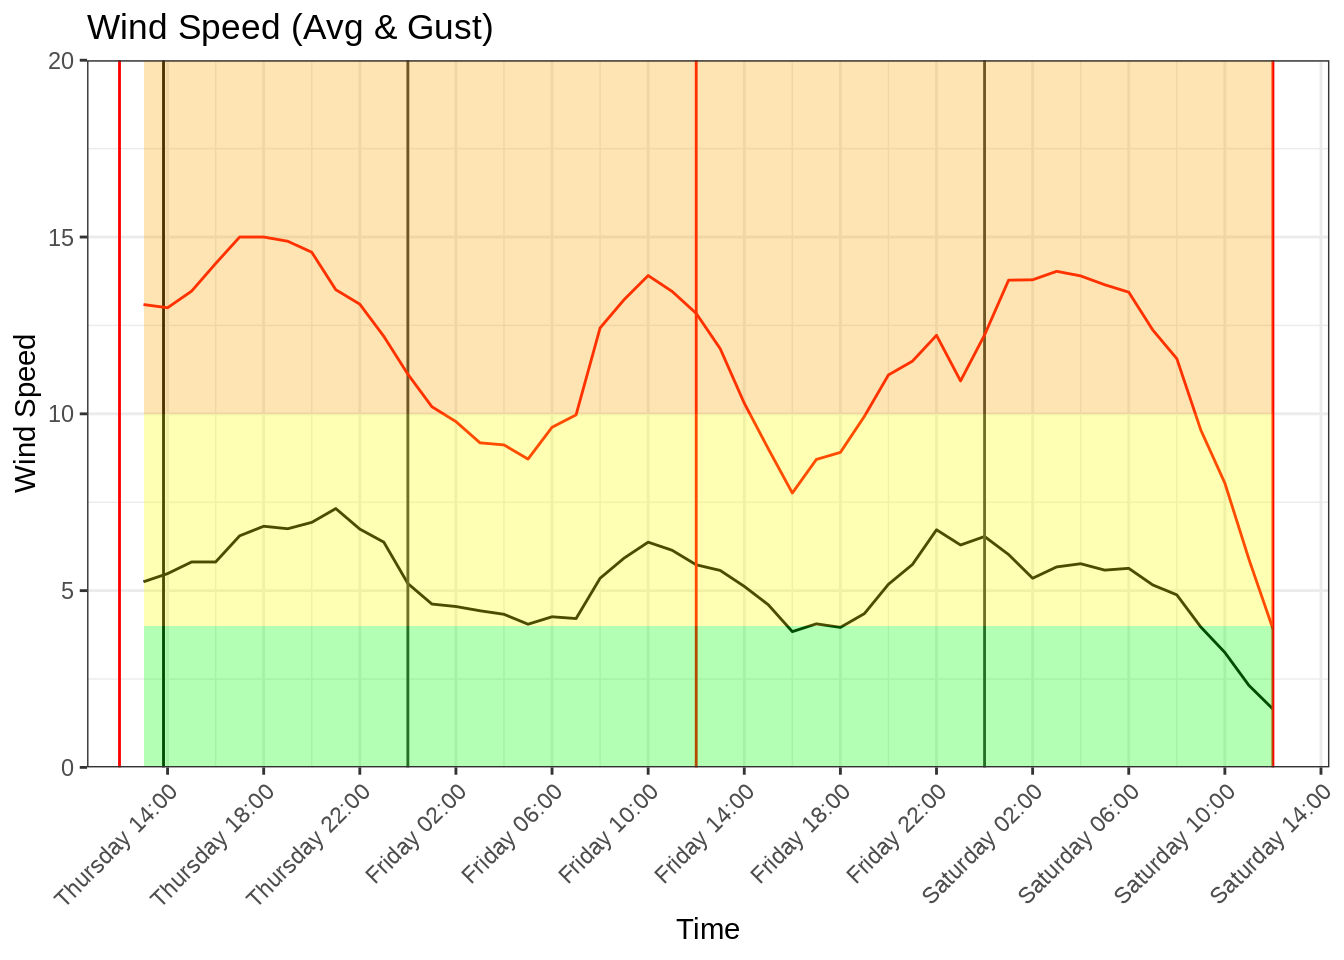 Wind Speed (Avg & Gust)
20
15
10
5
0
Wind Speed
Thursday 14:00
Thursday 18:00
Thursday 22:00
Friday 02:00
Friday 06:00
Friday 10:00
Friday 14:00
Friday 18:00
Friday 22:00
Saturday 02:00
Saturday 06:00
Saturday 10:00
Saturday 14:00
Time